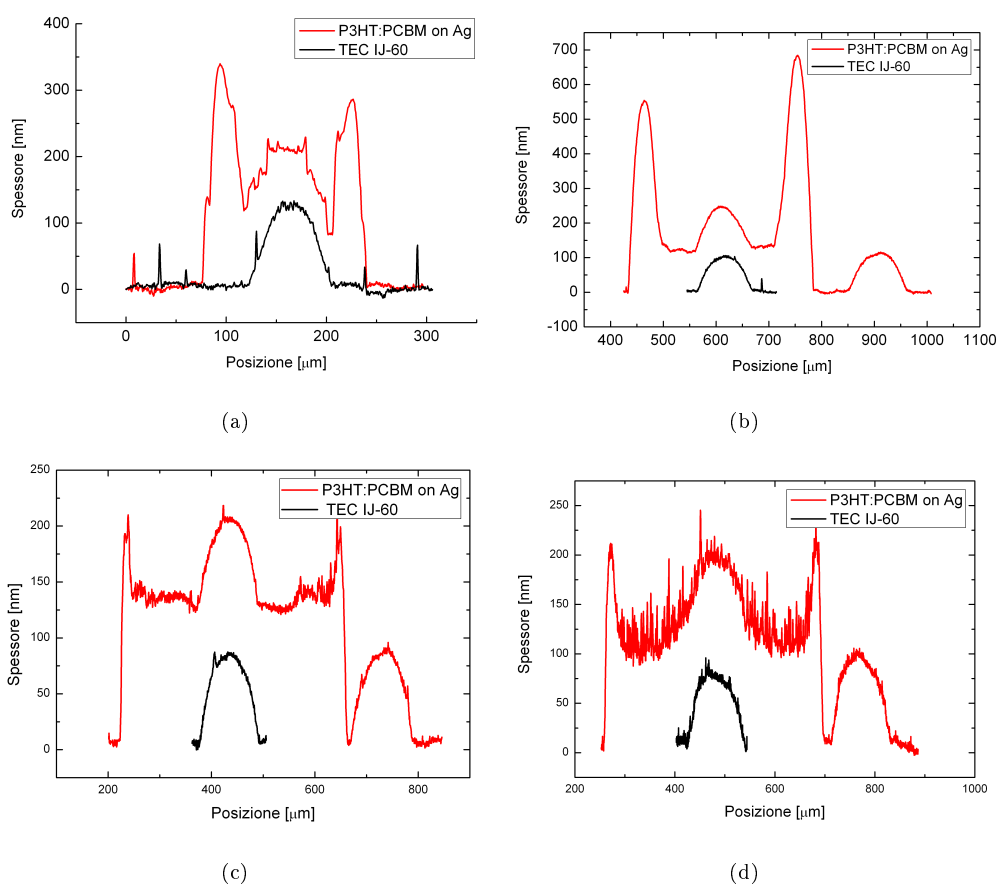 400
300
200
100
0
Spessore [nm]
0 100 200 300
Posizione [μm]
P3HT:PCBM on Ag
TEC IJ-60
(a)
700
600
500
400
300
200
100
0
-100
Spessore [nm]
400 500 600 700 800 900 1000 1100
Posizione [μm]
P3HT:PCBM on Ag
TEC IJ-60
(b)
250
200
150
100
50
0
Spessore [nm]
200 400 600 800
Posizione [μm]
P3HT:PCBM on Ag
TEC IJ-60
(c)
250
200
150
100
50
0
Spessore [nm]
200 400 600 800 1000
Posizione [μm]
P3HT:PCBM on Ag
TEC IJ-60
(d)